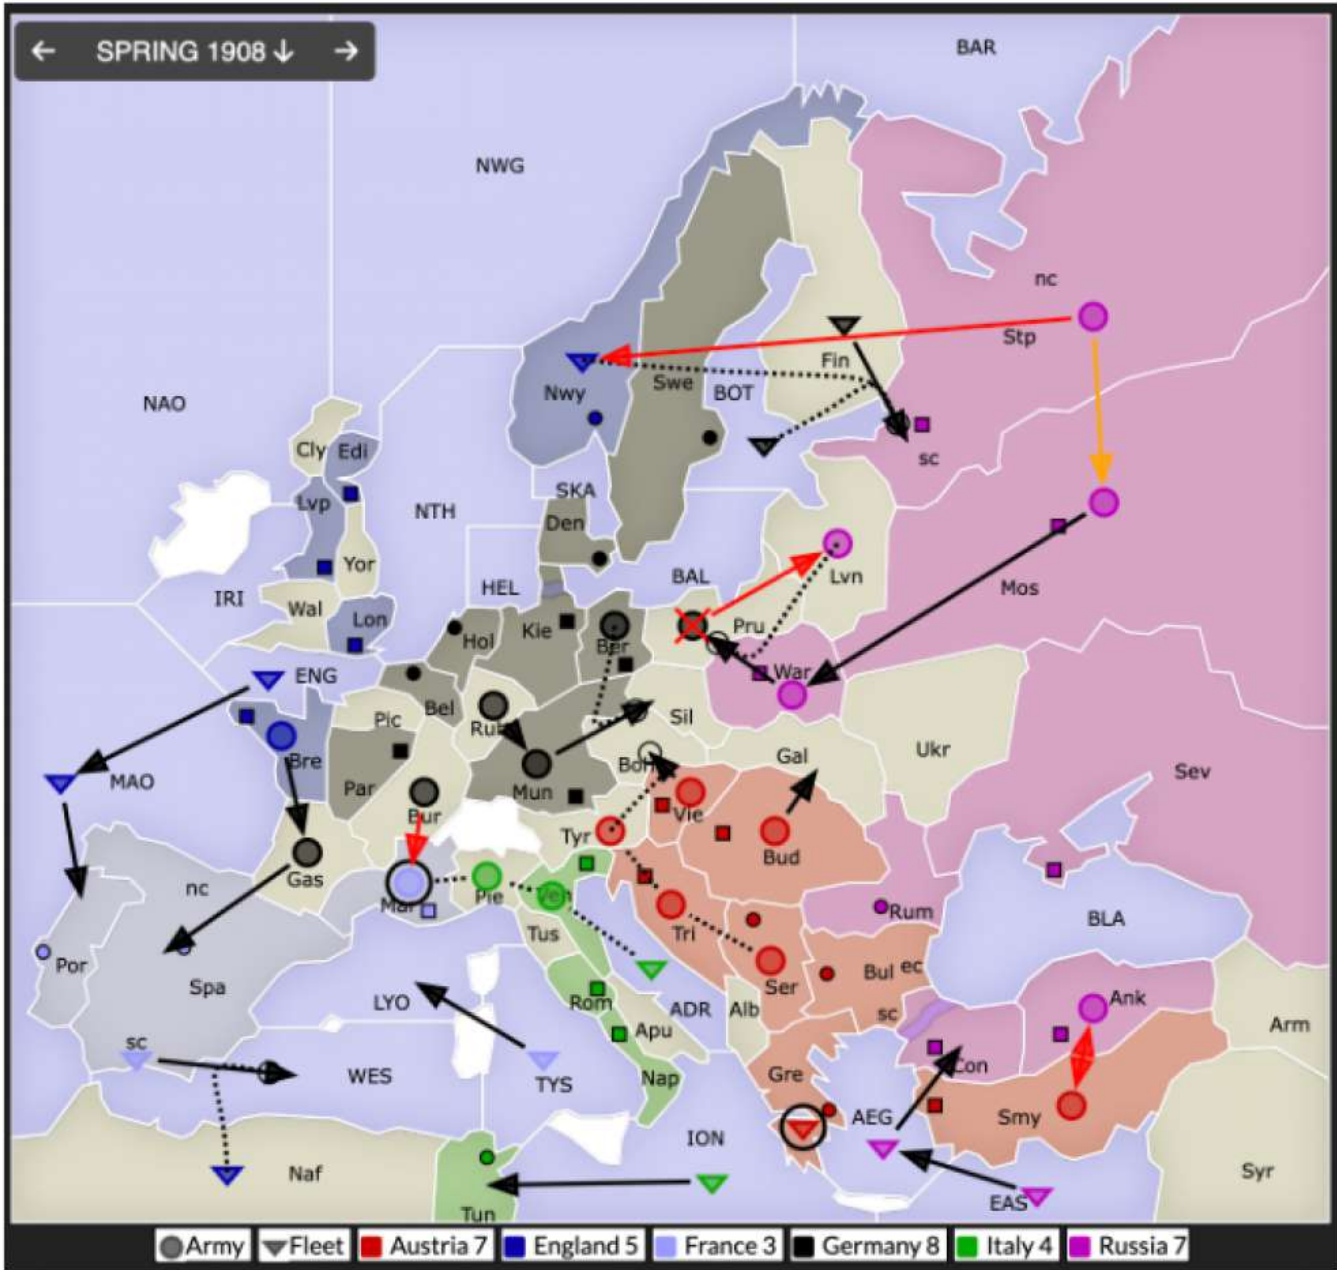 ← SPRING 1908 ↓ →
BAR
NWG
nc
Stp
Fin
NAO
Nwy
Swe
BOT
Cly
Edi
sc
SKA
Lvp
NTH
Den
Yor
Lvn
BAL
Mos
IRI
HEL
Wal
Lon
Kie
Pru
Hol
Ber
ENG
War
Bel
Pic
Sil
Ruh
Ukr
Gal
Boh
Bre
Sev
MAO
Par
Mun
Vie
Bur
Tyr
Bud
nc
Gas
Pie
Ven
Mar
Rum
BLA
Tus
Tri
Por
Bul
ec
Spa
Ser
Ank
LYO
Rom
ADR
Alb
sc
Arm
Apu
sc
WES
TYS
Nap
Gre
Con
AEG
Smy
ION
Naf
Syr
EAS
Tun
Army Fleet Austria 7 England 5 France 3 Germany 8 Italy 4 Russia 7